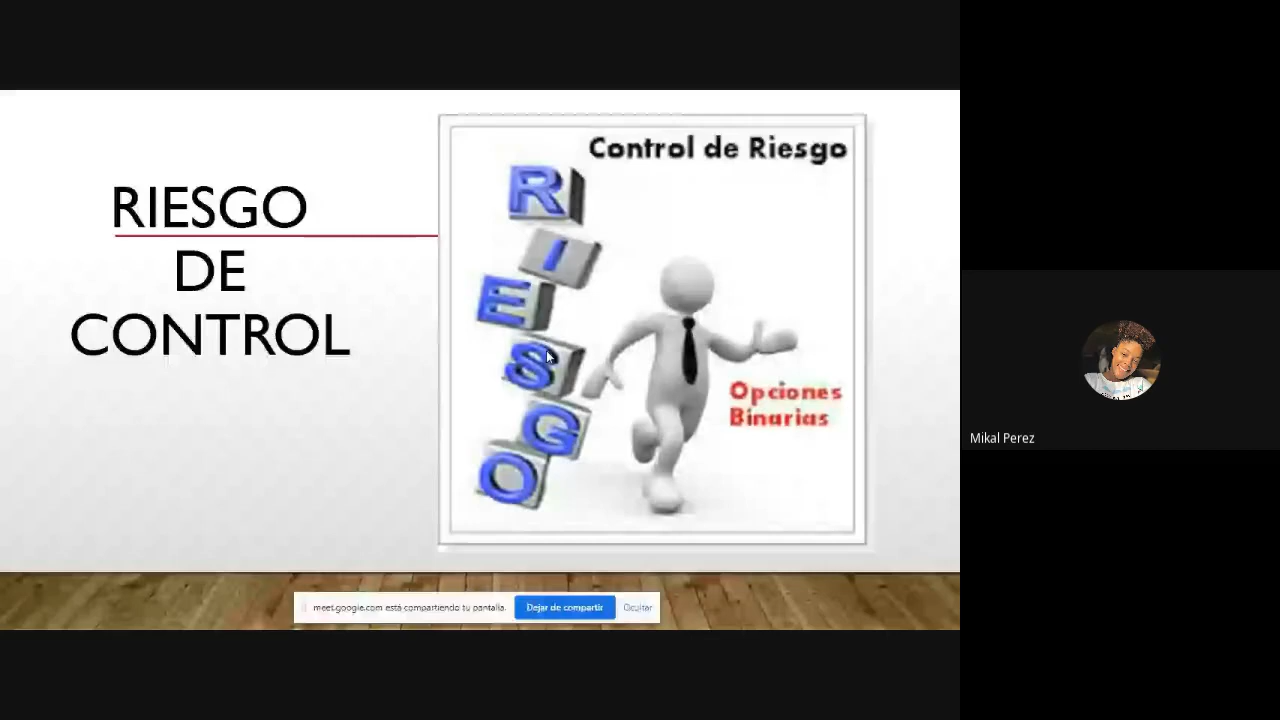 RIESGO
DE
CONTROL
Control de Riesgo
R
I
E
S
G
O
Opciones
Binarias
meet.google.com está compartiendo tu pantalla.
Dejar de compartir
Ocultar
Mikal Perez